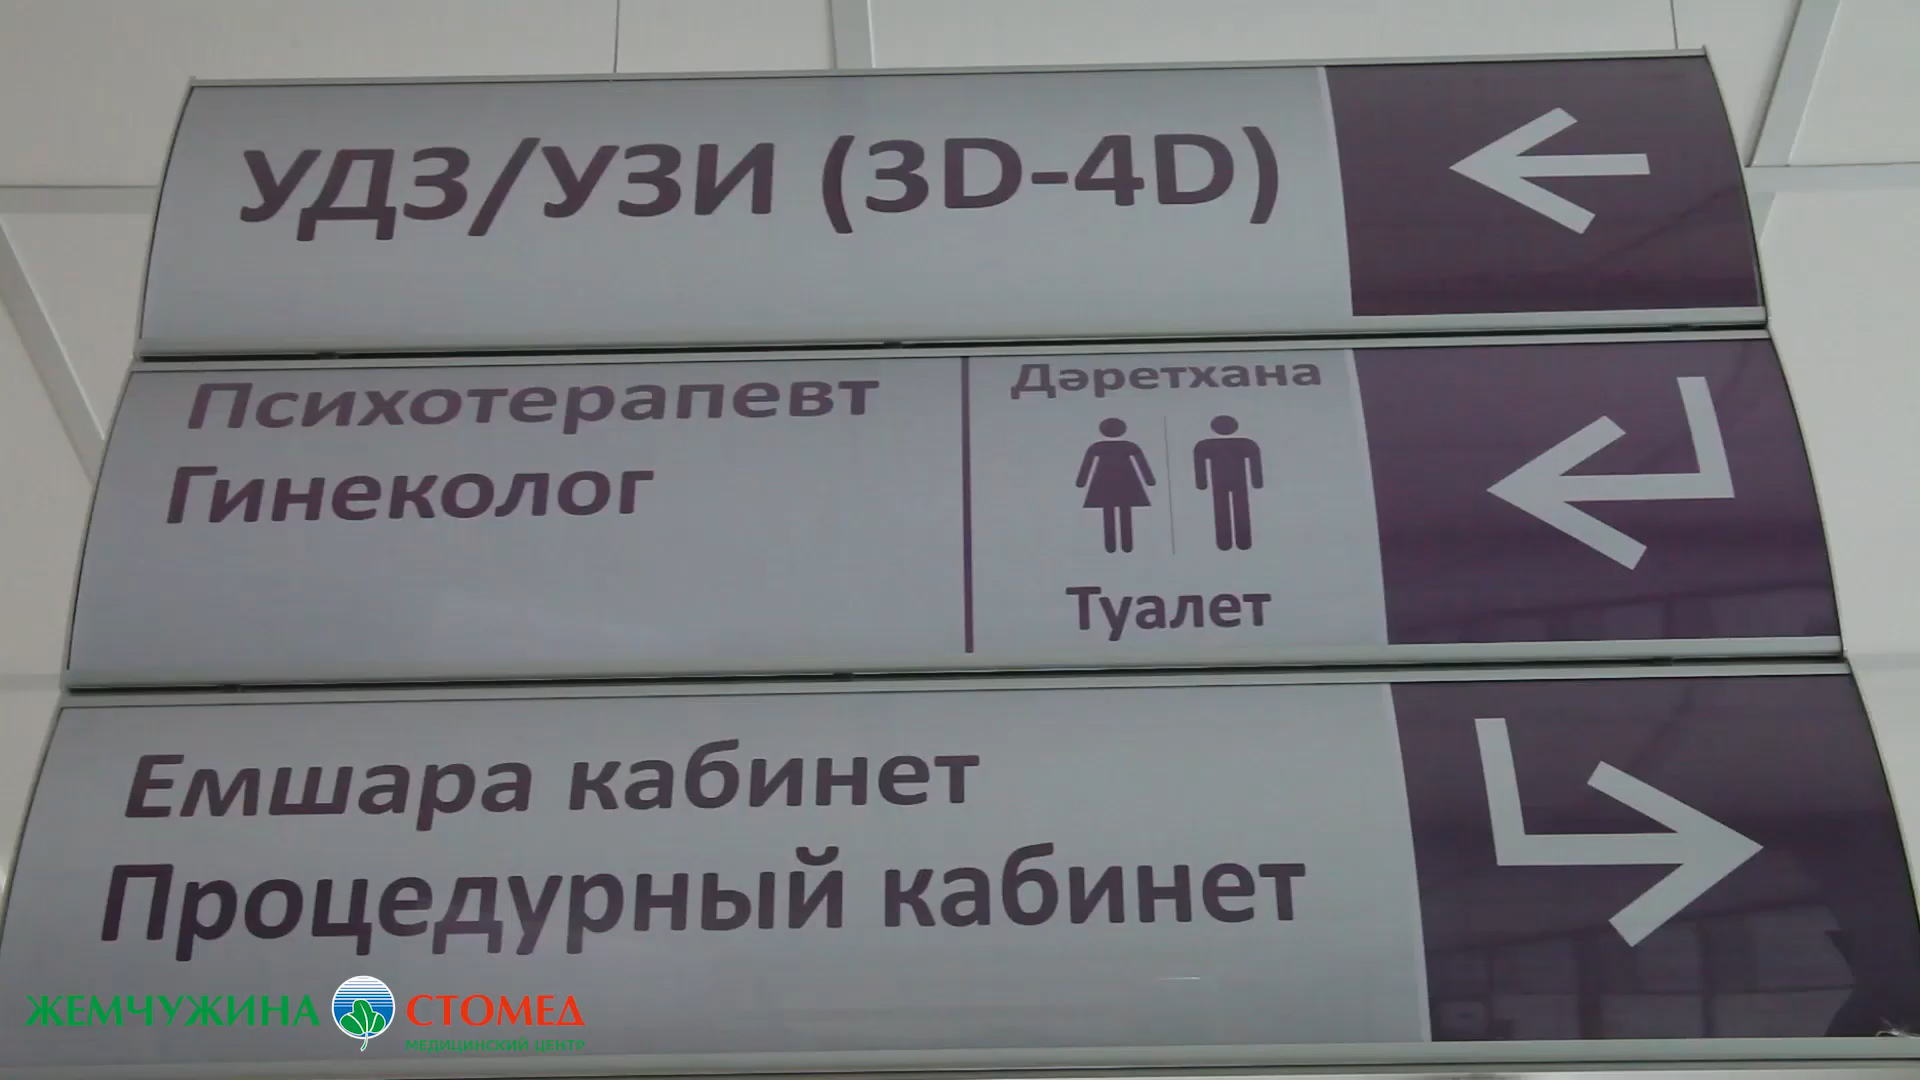 УДЗ/УЗИ (3D-4D)
Психотерапевт
Гинеколог
Дәретхана
Туалет
Емшара кабинет
Процедурный кабинет
ЖЕМЧУЖИНА СТОМЕД
МЕДИЦИНСКИЙ ЦЕНТР